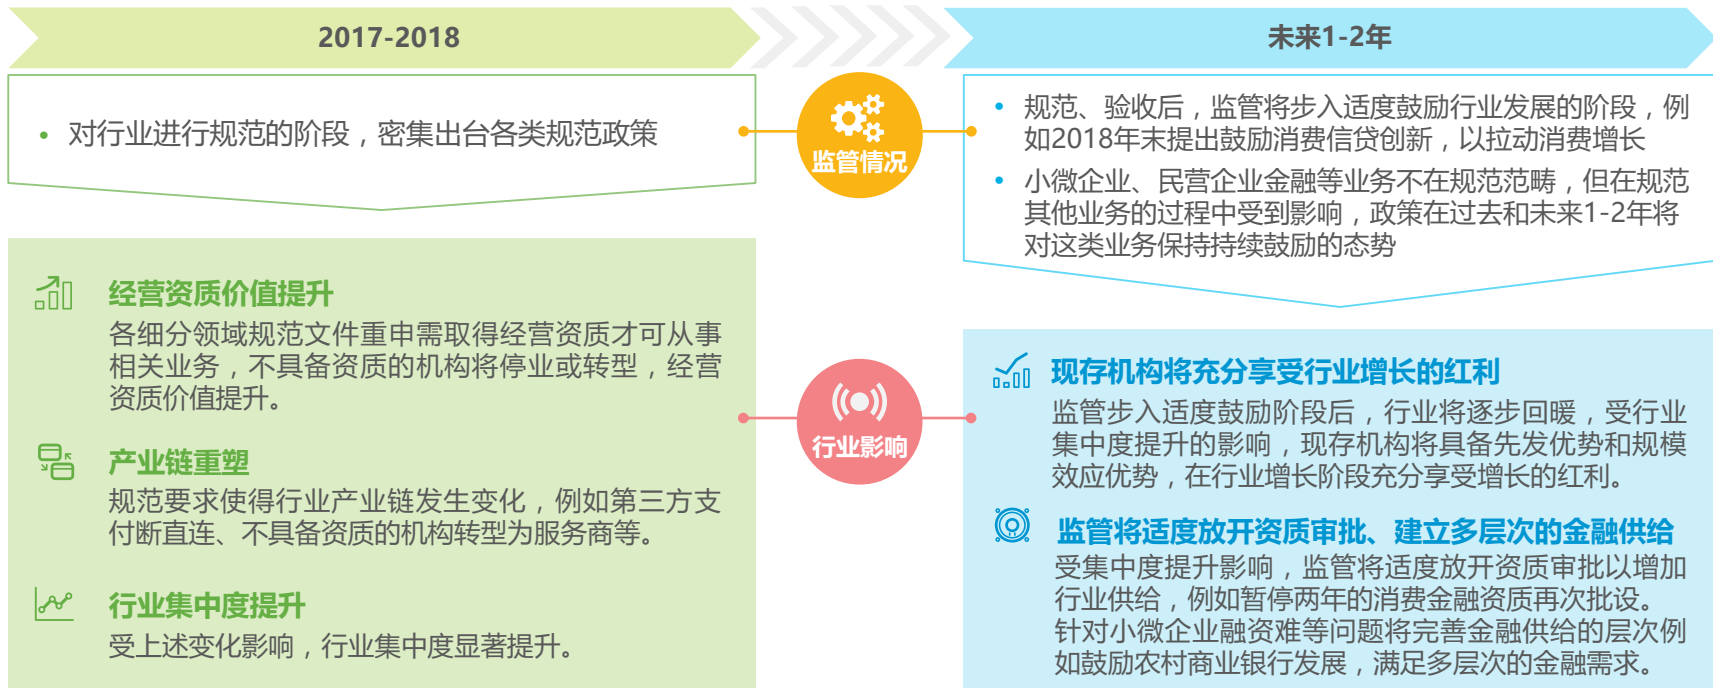 2017-2018
未来1-2年
• 对行业进行规范的阶段，密集出台各类规范政策
监管情况
• 规范、验收后，监管将步入适度鼓励行业发展的阶段，例
如2018年末提出鼓励消费信贷创新，以拉动消费增长
• 小微企业、民营企业金融等业务不在规范范畴，但在规范
其他业务的过程中受到影响，政策在过去和未来1-2年将
对这类业务保持持续鼓励的态势
经营资质价值提升
各细分领域规范文件重申需取得经营资质才可从事
相关业务，不具备资质的机构将停业或转型，经营
资质价值提升。
产业链重塑
规范要求使得行业产业链发生变化，例如第三方支
付断直连、不具备资质的机构转型为服务商等。
行业集中度提升
受上述变化影响，行业集中度显著提升。
行业影响
现存机构将充分享受行业增长的红利
监管步入适度鼓励阶段后，行业将逐步回暖，受行业
集中度提升的影响，现存机构将具备先发优势和规模
效应优势，在行业增长阶段充分享受增长的红利。
监管将适度放开资质审批、建立多层次的金融供给
受集中度提升影响，监管将适度放开资质审批以增加
行业供给，例如暂停两年的消费金融资质再次批设。
针对小微企业融资难等问题将完善金融供给的层次例
如鼓励农村商业银行发展，满足多层次的金融需求。